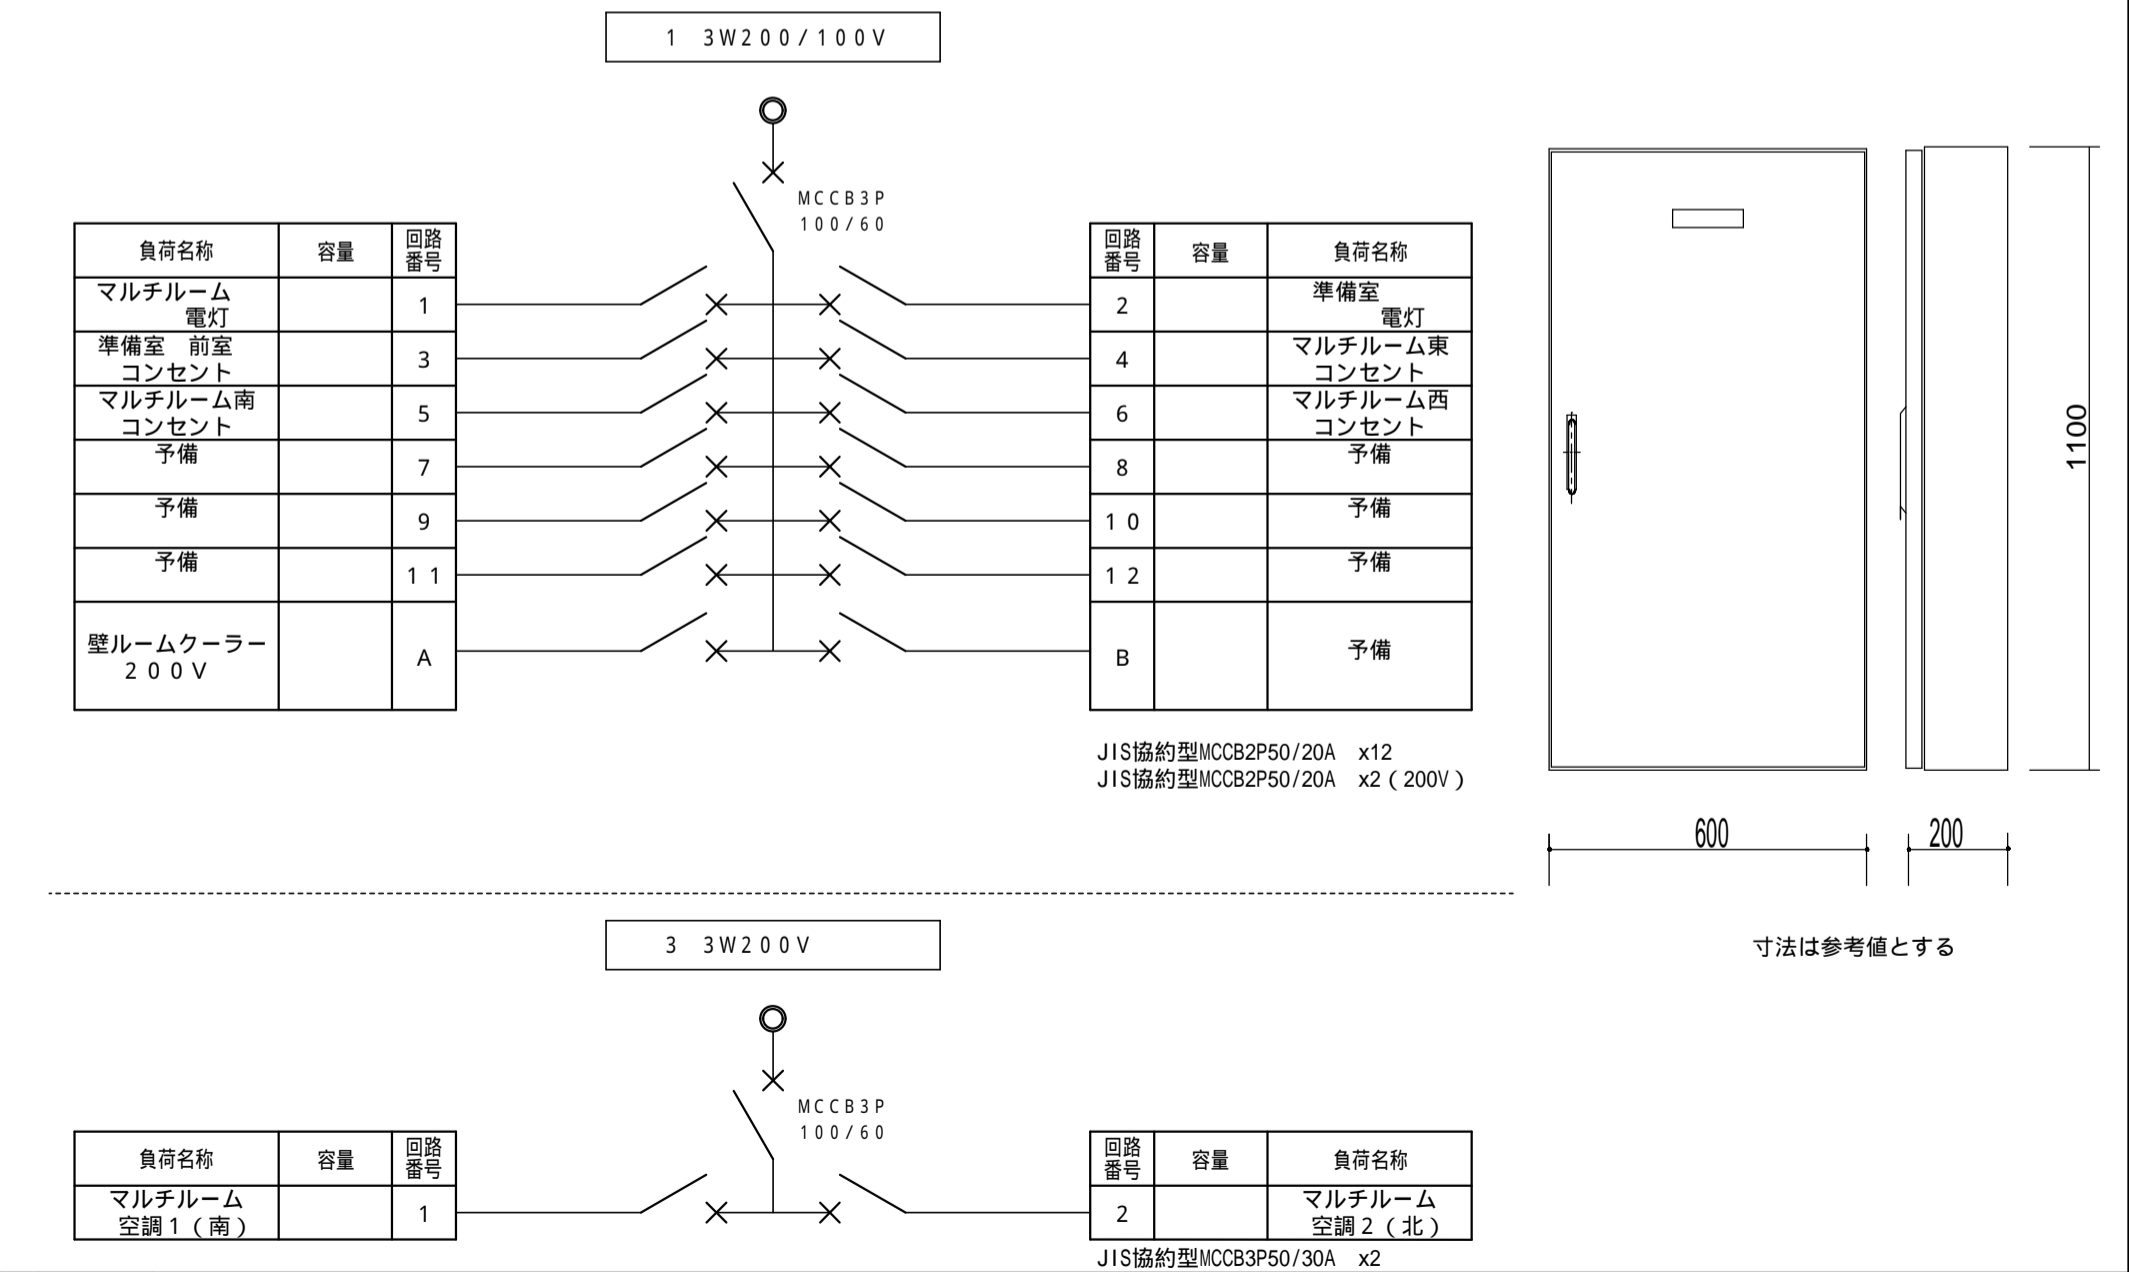 1 3W200/100V
MCCB3P
100/60
負荷名称 容量 回路番号
マルチルーム
電灯
1
準備室 前室
コンセント
3
マルチルーム南
コンセント
5
予備
7
予備
9
予備
11
壁ルームクーラー
200V
A
回路番号 容量 負荷名称
2
準備室
電灯
4
マルチルーム東
コンセント
6
マルチルーム西
コンセント
8
予備
10
予備
12
予備
B
予備
JIS協約型MCCB2P50/20A x12
JIS協約型MCCB2P50/20A x2(200V)
1100
600
200
寸法は参考値とする
3 3W200V
MCCB3P
100/60
負荷名称 容量 回路番号
マルチルーム
空調1(南)
1
回路番号 容量 負荷名称
2
マルチルーム
空調2(北)
JIS協約型MCCB3P50/30A x2